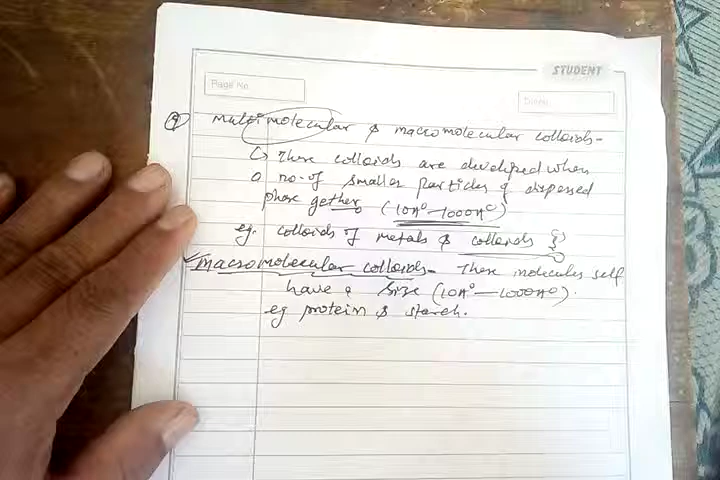 STUDENT
Page No.
9) Multimolecular & macromolecular colloids-
These colloids are developed when
a no. of smaller particles of dispersed
phase gether (10A° - 1000A°)
eg. colloids of metals & colloids
macromolecular colloids- These molecules self
have a size (10A° - 1000A°).
eg protein & starch.